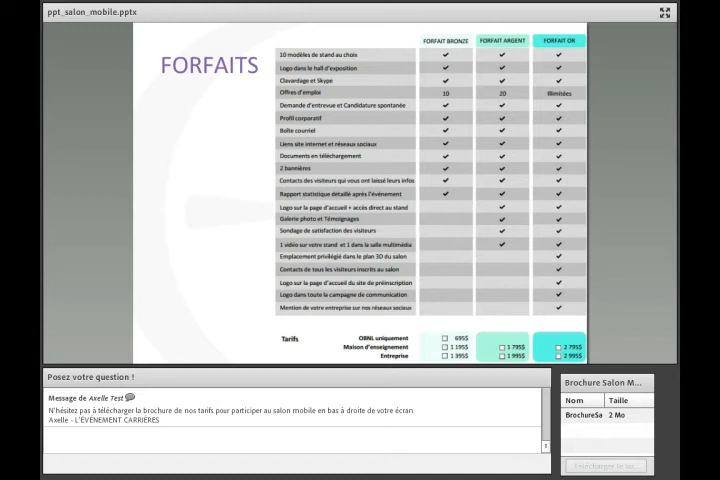 ppt_salon_mobile.pptx
FORFAITS
FORFAIT BRONZE FORFAIT ARGENT FORFAIT OR
10 modèles de stand au choix ✔ ✔ ✔
Logo dans le hall d'exposition ✔ ✔ ✔
Clavardage et Skype ✔ ✔ ✔
Offres d'emploi 10 20 Illimitées
Demande d'entrevue et Candidature spontanée ✔ ✔ ✔
Profil corporatif ✔ ✔ ✔
Boîte courriel ✔ ✔ ✔
Liens site internet et réseaux sociaux ✔ ✔ ✔
Documents en téléchargement ✔ ✔ ✔
2 bannières ✔ ✔ ✔
Contacts des visiteurs qui vous ont laissé leurs infos ✔ ✔ ✔
Rapport statistique détaillé après l'événement ✔ ✔ ✔
Logo sur la page d'accueil + accès direct au stand ✔ ✔
Galerie photo et Témoignages ✔ ✔
Sondage de satisfaction des visiteurs ✔ ✔
1 vidéo sur votre stand et 1 dans la salle multimédia ✔ ✔
Emplacement privilégié dans le plan 3D du salon ✔
Contacts de tous les visiteurs inscrits au salon ✔
Logo sur la page d'accueil du site de préinscription ✔
Logo dans toute la campagne de communication ✔
Mention de votre entreprise sur nos réseaux sociaux ✔
Tarifs OBNL uniquement 695$
Maison d'enseignement 1 195$ 1 795$ 2 795$
Entreprise 1 395$ 1 995$ 2 995$
Posez votre question !
Message de Axelle Test
N'hésitez pas à télécharger la brochure de nos tarifs pour participer au salon mobile en bas à droite de votre écran.
Axelle - L'ÉVÉNEMENT CARRIÈRES
Brochure Salon M...
Nom Taille
BrochureSa 2 Mo